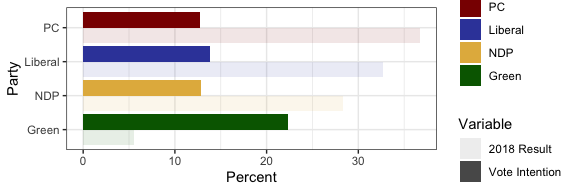 PC
Liberal
NDP
Green
Party
0 10 20 30
Percent
PC
Liberal
NDP
Green
Variable
2018 Result
Vote Intention